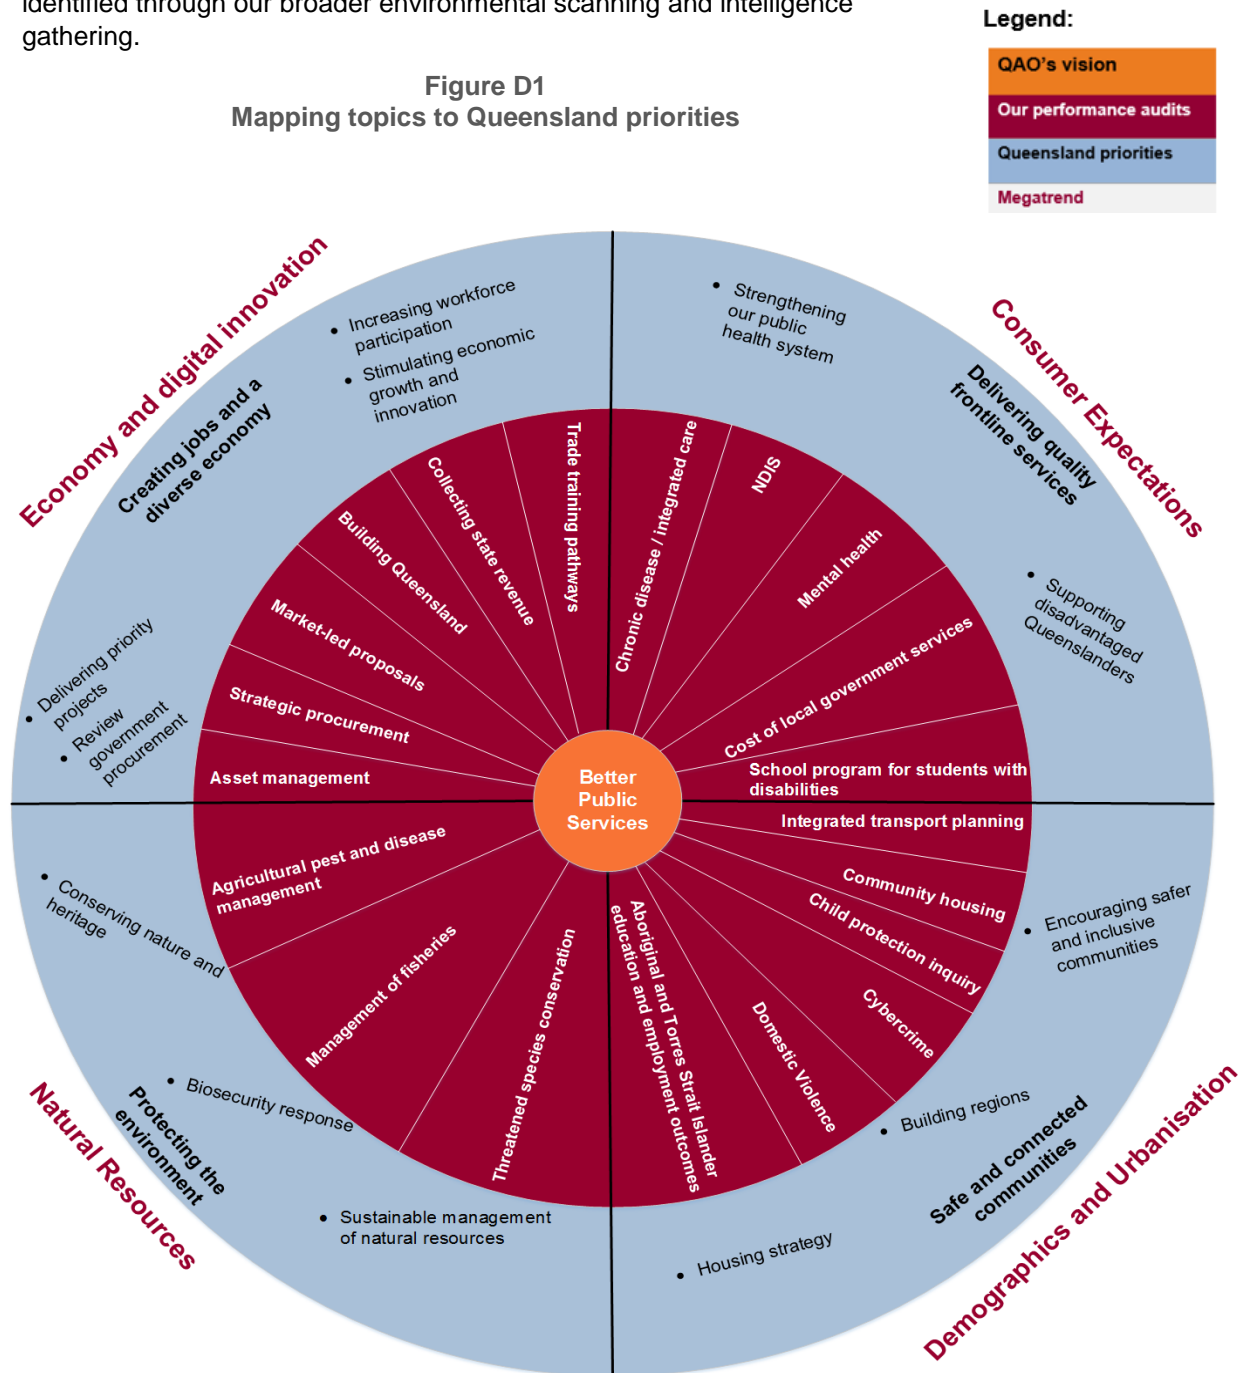 identified through our broader environmental scanning and intelligence
gathering.
Figure D1
Mapping topics to Queensland priorities
Legend:
QAO's vision
Our performance audits
Queensland priorities
Megatrend
Economy and digital innovation
Creating jobs and a
diverse economy
• Increasing workforce
participation
• Stimulating economic
growth and
innovation
• Delivering priority
projects
• Review
government
procurement
Trade training pathways
Collecting state revenue
Building Queensland
Market-led proposals
Strategic procurement
Asset management
Consumer Expectations
Delivering quality
frontline services
• Strengthening
our public
health system
• Supporting
disadvantaged
Queenslanders
Chronic disease / integrated care
NDIS
Mental health
Cost of local government services
School program for students with
disabilities
Better
Public
Services
Demographics and Urbanisation
Safe and connected
communities
• Encouraging safer
and inclusive
communities
• Building regions
• Housing strategy
Integrated transport planning
Community housing
Child protection inquiry
Cybercrime
Domestic Violence
Aboriginal and Torres Strait Islander
education and employment outcomes
Natural Resources
Protecting the
environment
• Conserving nature and
heritage
• Biosecurity response
• Sustainable management
of natural resources
Agricultural pest and disease
management
Management of fisheries
Threatened species conservation